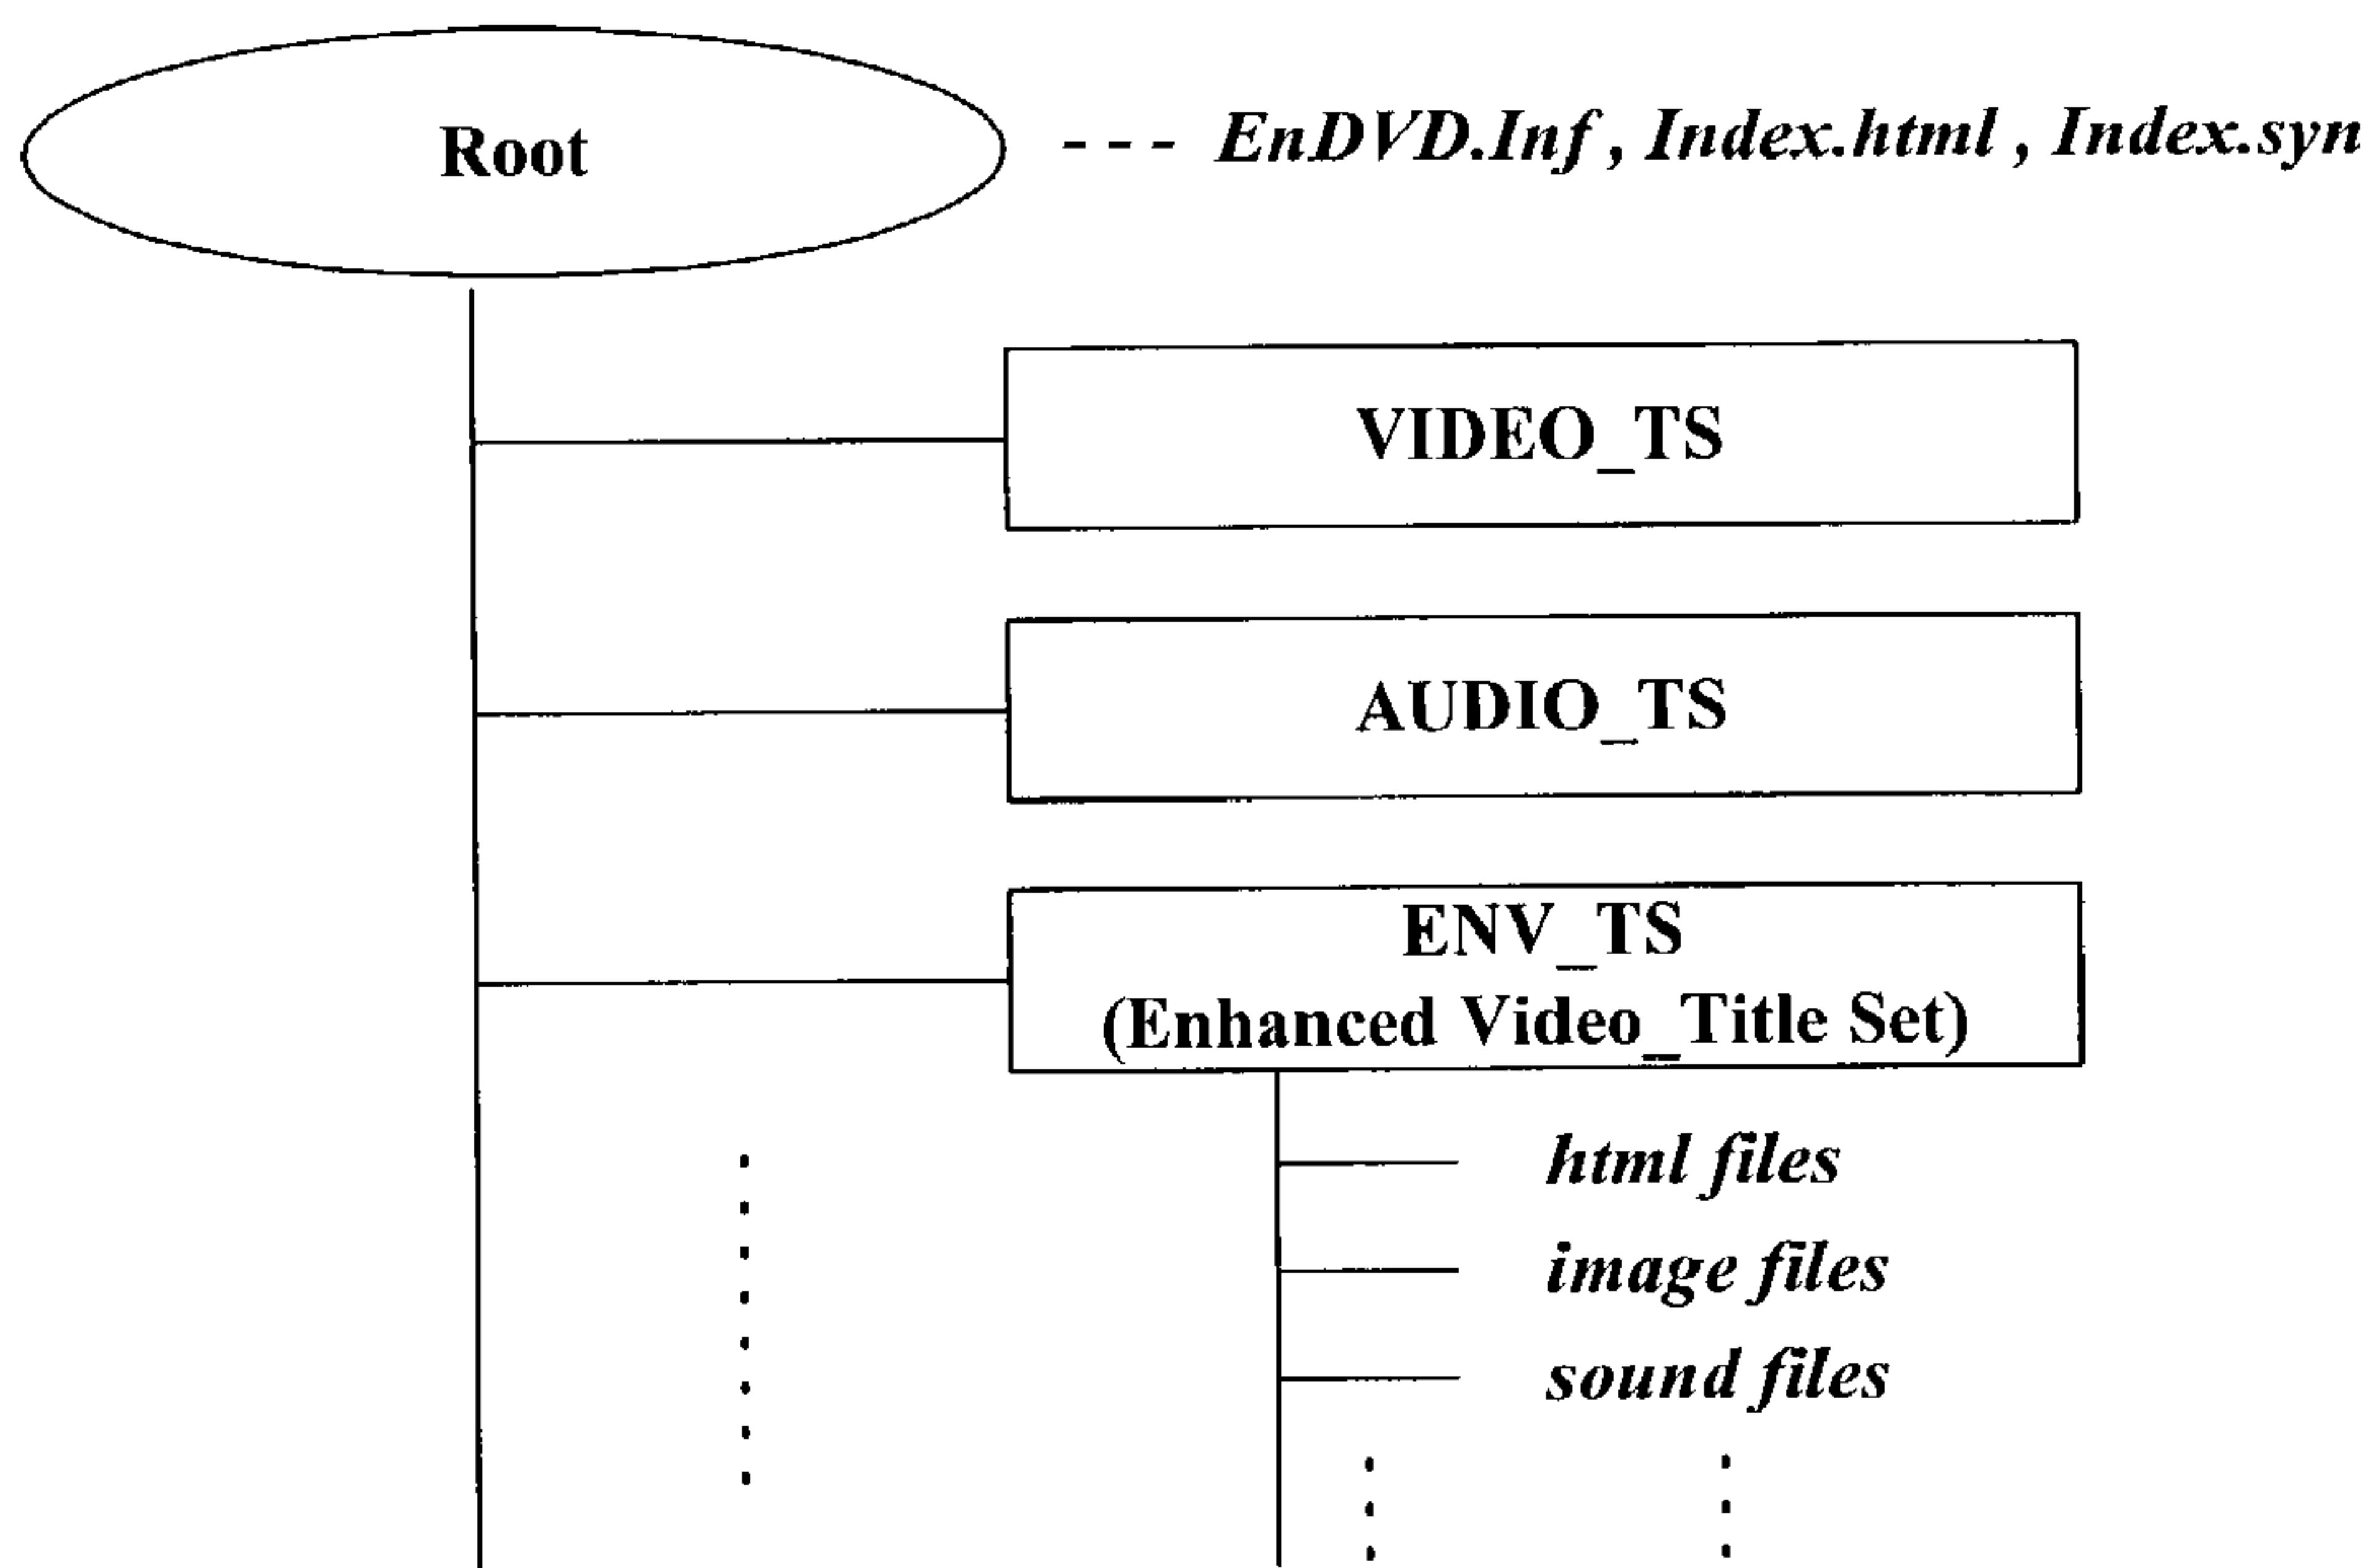 Root
--- EnDVD.Inf , Index.html , Index.syn
VIDEO_TS
AUDIO_TS
ENV_TS
(Enhanced Video_Title Set)
html files
image files
sound files